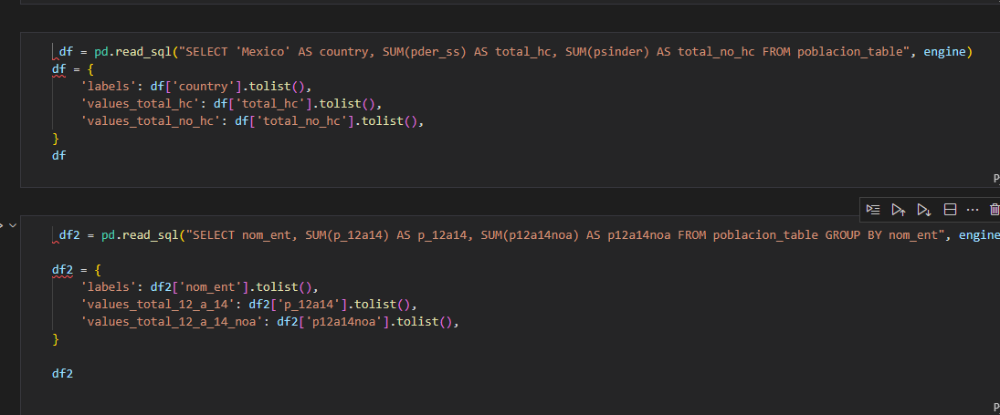 df = pd.read_sql("SELECT 'Mexico' AS country, SUM(pder_ss) AS total_hc, SUM(psinder) AS total_no_hc FROM poblacion_table", engine)
df = {
    'labels': df['country'].tolist(),
    'values_total_hc': df['total_hc'].tolist(),
    'values_total_no_hc': df['total_no_hc'].tolist(),
}
df
P
df2 = pd.read_sql("SELECT nom_ent, SUM(p_12a14) AS p_12a14, SUM(p12a14noa) AS p12a14noa FROM poblacion_table GROUP BY nom_ent", engine
df2 = {
    'labels': df2['nom_ent'].tolist(),
    'values_total_12_a_14': df2['p_12a14'].tolist(),
    'values_total_12_a_14_noa': df2['p12a14noa'].tolist(),
}
df2
P